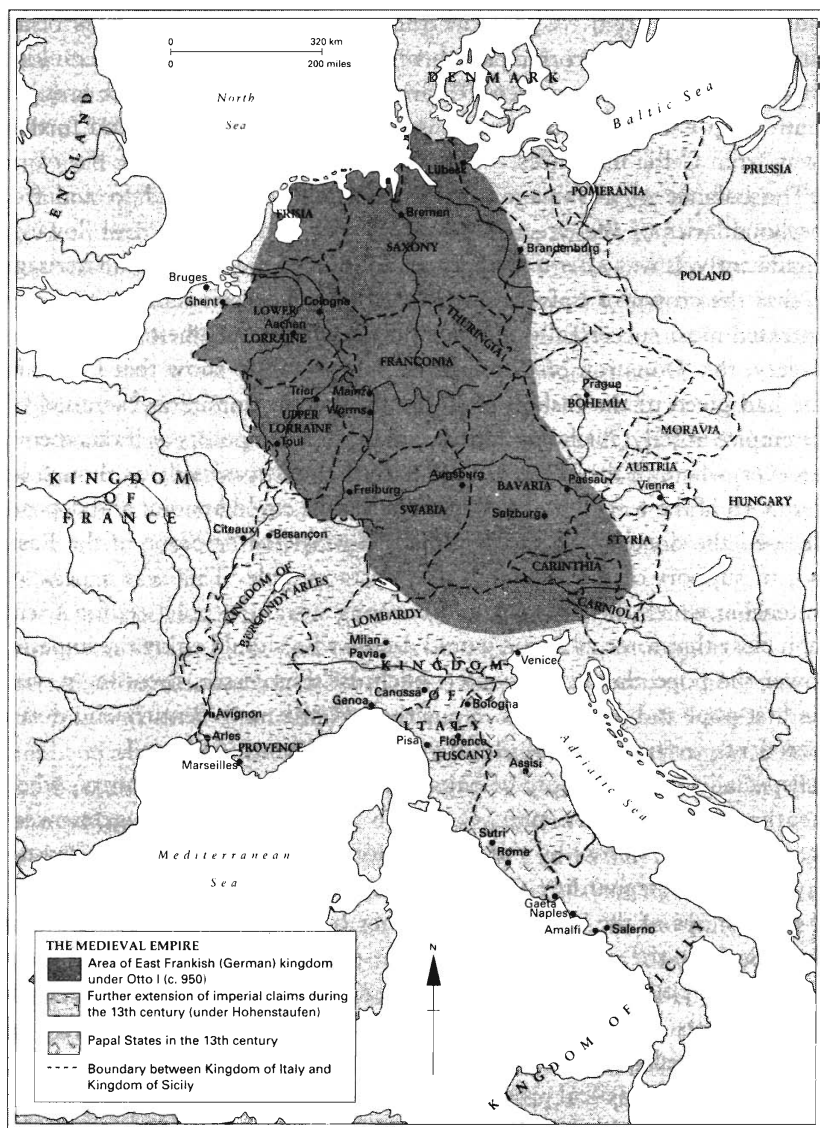 0 320 km
0 200 miles
DENMARK
North
Sea
Baltic Sea
ENGLAND
Lübeck
PRUSSIA
POMERANIA
FRISIA
Bremen
SAXONY
Brandenburg
POLAND
Bruges
Ghent
LOWER
LORRAINE
Cologne
Aachen
THURINGIA
FRANCONIA
Prague
BOHEMIA
Trier
Mainz
Worms
UPPER
LORRAINE
Toul
MORAVIA
KINGDOM
OF
FRANCE
AUSTRIA
Vienna
Augsburg
BAVARIA
Passau
Freiburg
HUNGARY
SWABIA
Salzburg
STYRIA
Citeaux
Besançon
CARINTHIA
KINGDOM OF
BURGUNDY ARLES
CARNIOLA
LOMBARDY
Milan
Pavia
KINGDOM
OF
ITALY
Venice
Canossa
Genoa
Bologna
Avignon
Arles
PROVENCE
Marseilles
Pisa
Florence
TUSCANY
Adriatic Sea
Assisi
Mediterranean
Sea
Sutri
Rome
Gaeta
Naples
Amalfi
Salerno
KINGDOM OF SICILY
N
THE MEDIEVAL EMPIRE
Area of East Frankish (German) kingdom
under Otto I (c. 950)
Further extension of imperial claims during
the 13th century (under Hohenstaufen)
Papal States in the 13th century
Boundary between Kingdom of Italy and
Kingdom of Sicily